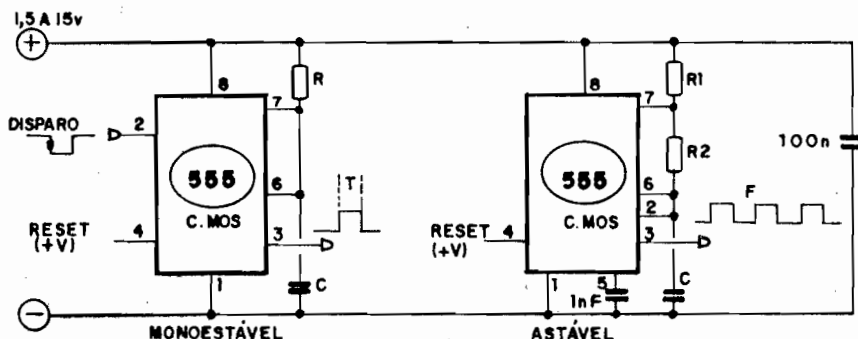 1,5 A 15v
+
8
R
7
DISPARO
2
555
C.MOS
6
T
RESET
(+V)
4
3
1
C
-
MONOESTÁVEL
8
R1
7
R2
555
C.MOS
6
2
F
RESET
(+V)
4
3
1
5
1nF
C
100n
ASTÁVEL